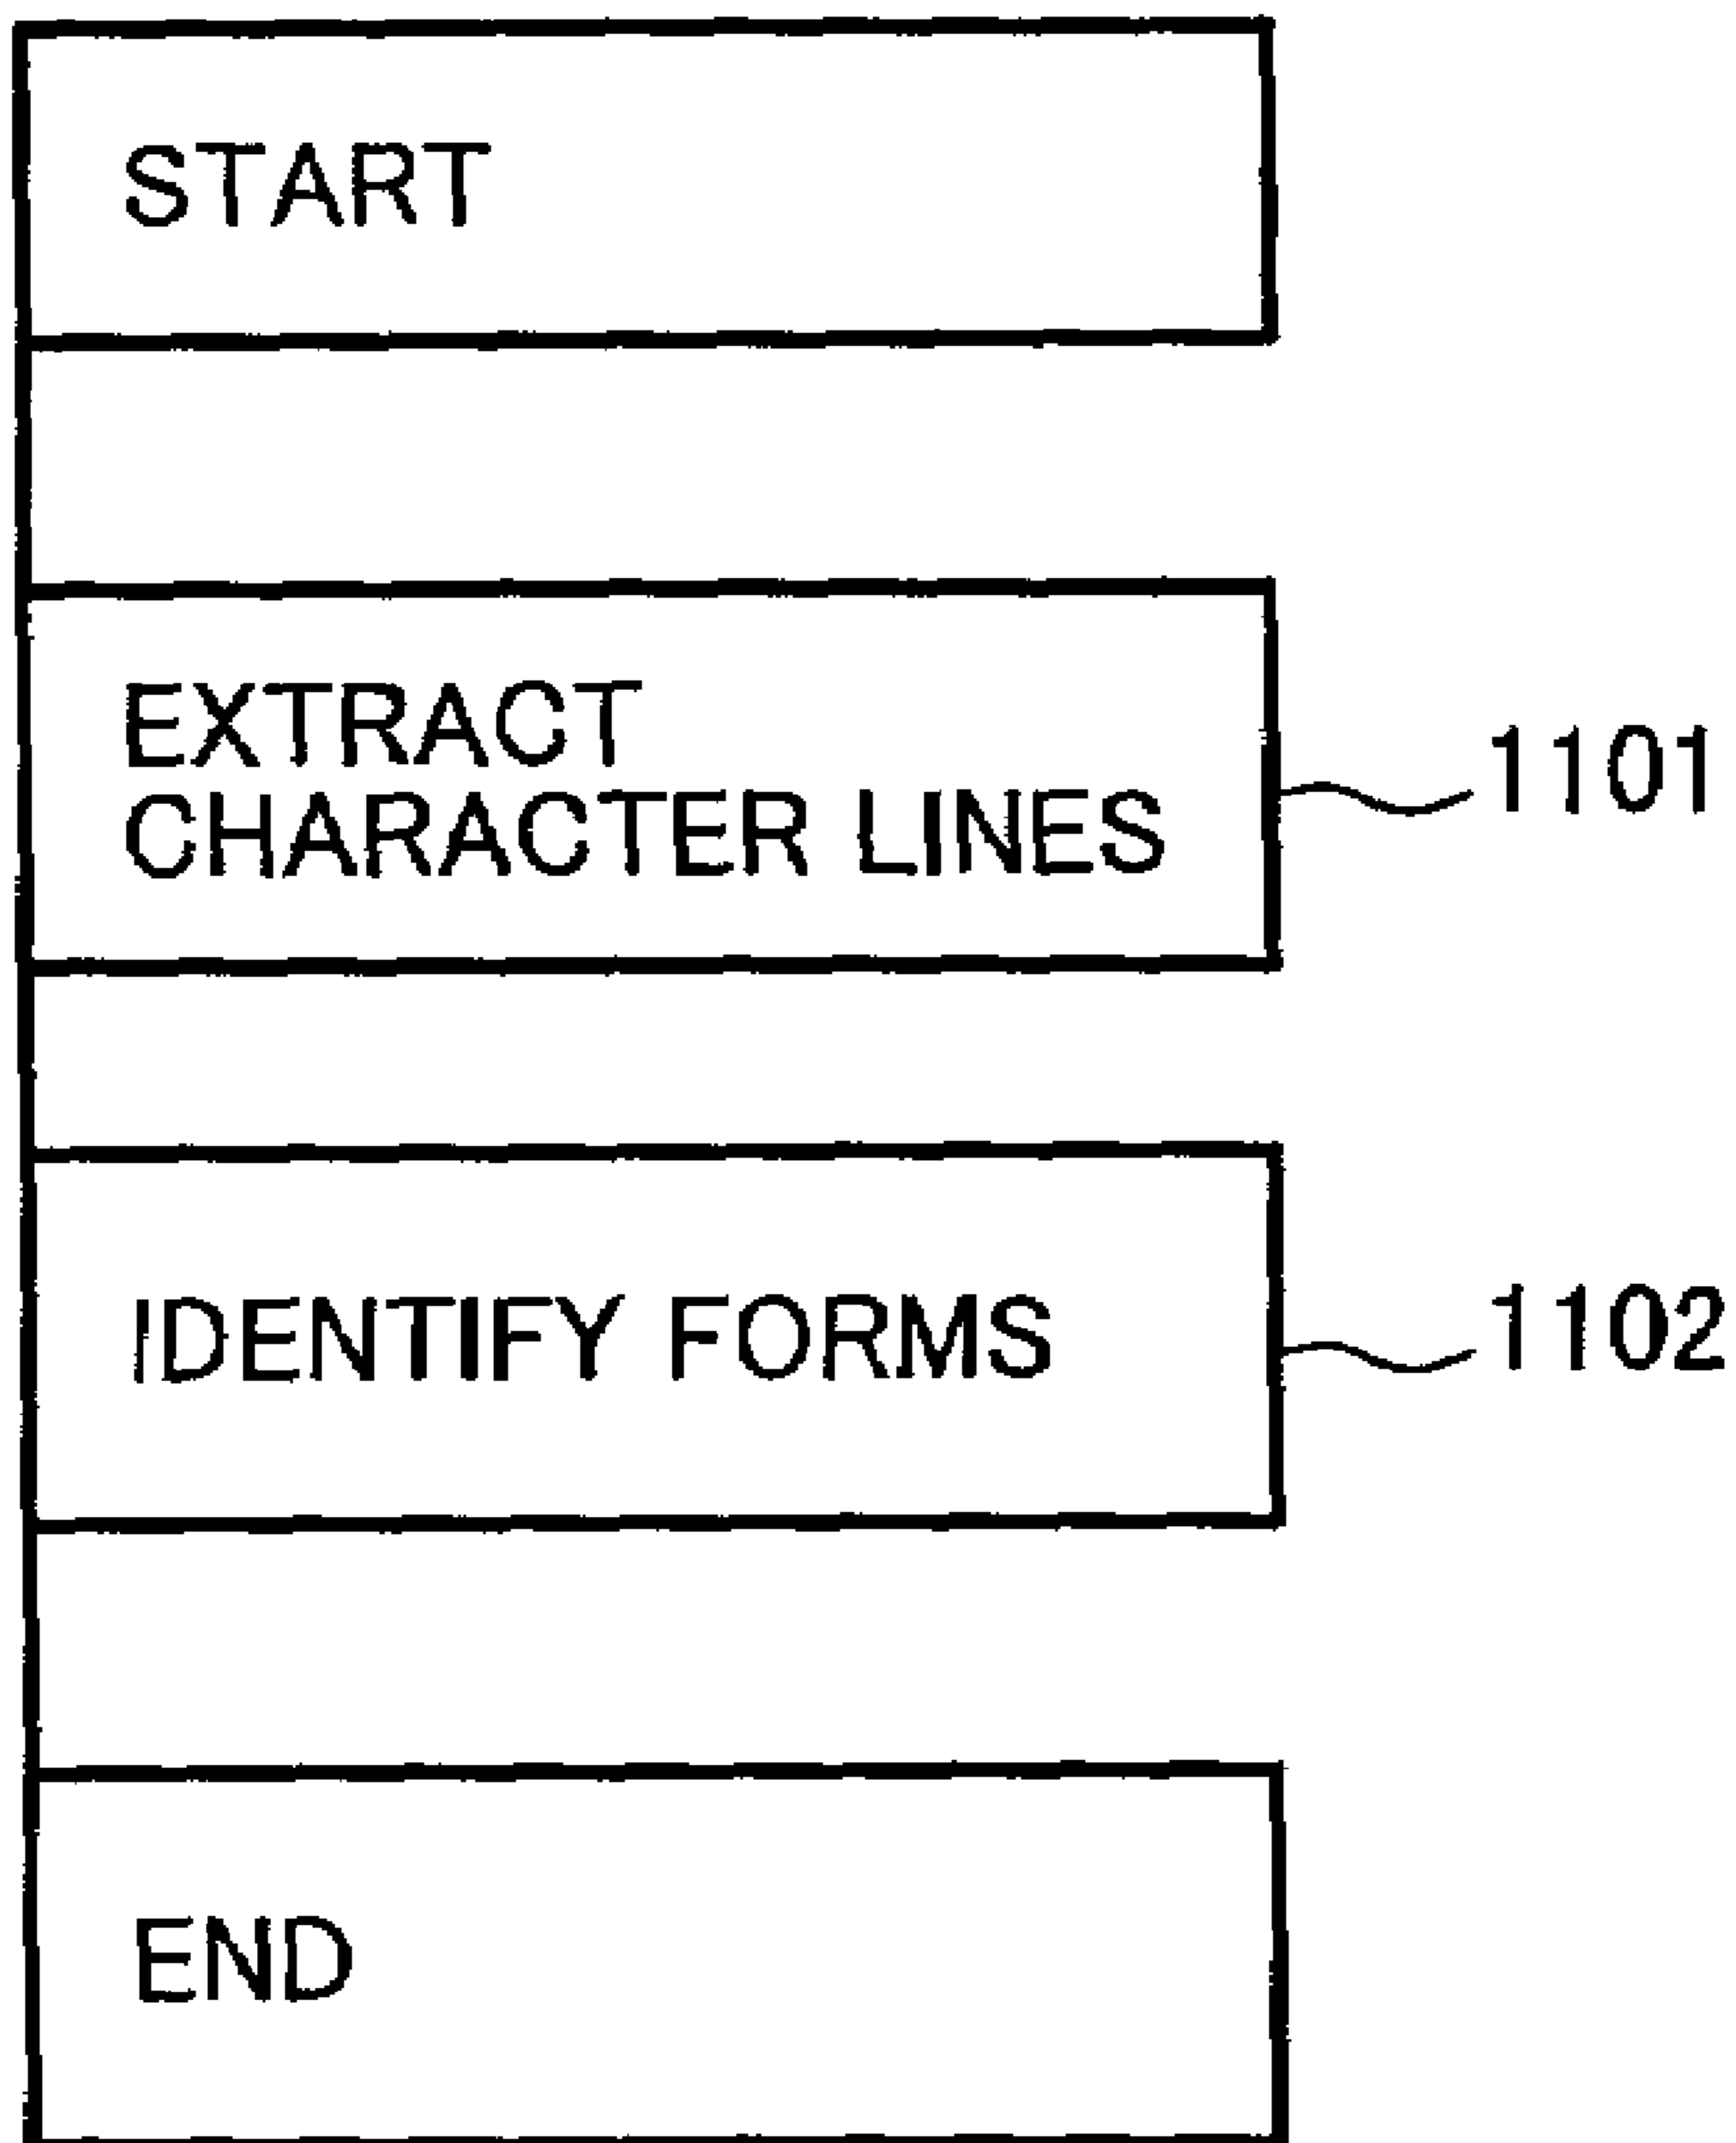 START
EXTRACT
CHARACTER LINES
1101
IDENTIFY FORMS
1102
END